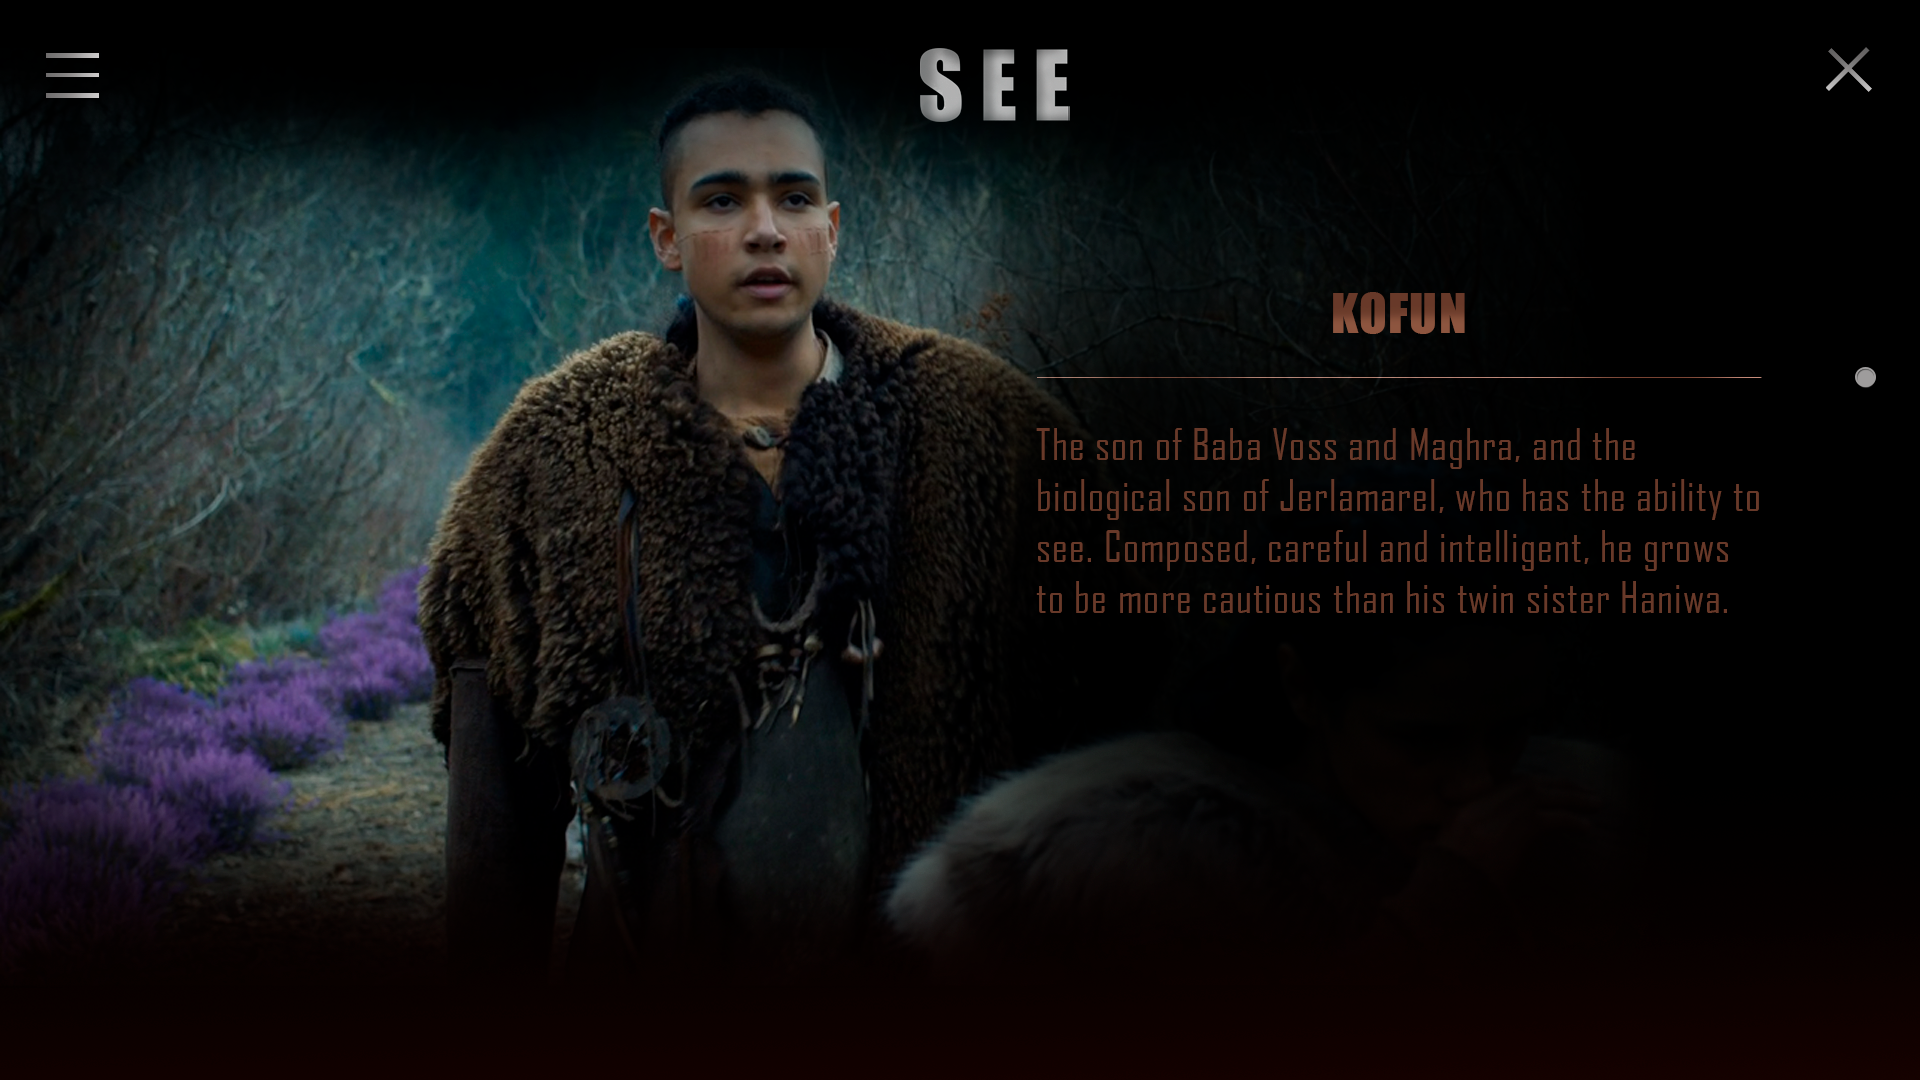 SEE
KOFUN
The son of Baba Voss and Maghra, and the
biological son of Jerlamarel, who has the ability to
see. Composed, careful and intelligent, he grows
to be more cautious than his twin sister Haniwa.